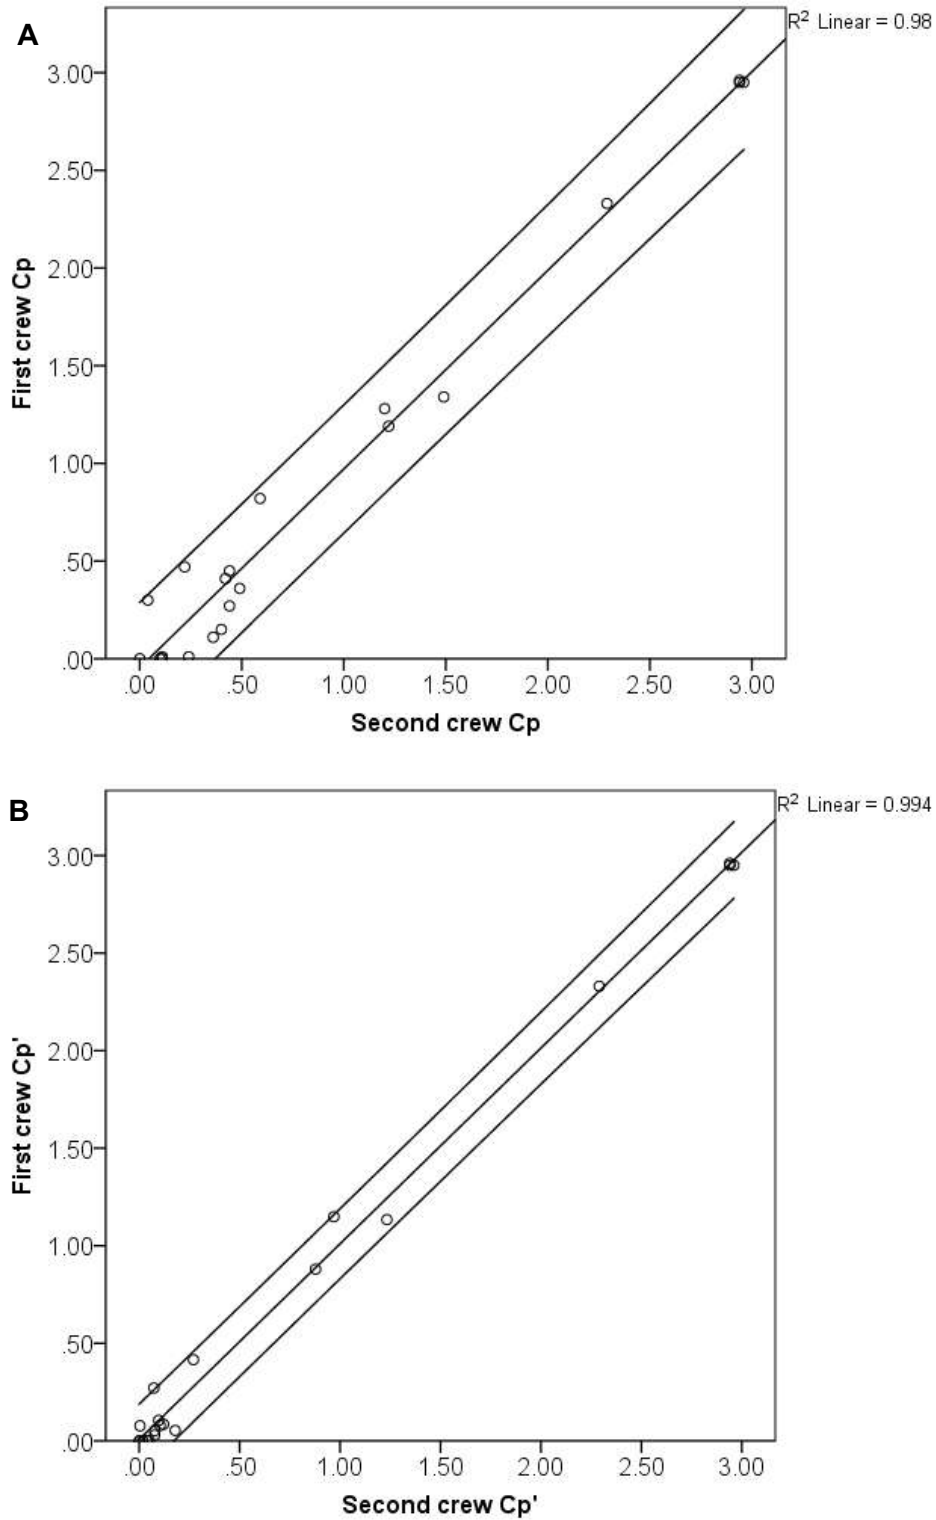 A
R² Linear = 0.98
3.00
2.50
2.00
1.50
1.00
.50
.00
First crew Cp
.00 .50 1.00 1.50 2.00 2.50 3.00
Second crew Cp
B
R² Linear = 0.994
3.00
2.50
2.00
1.50
1.00
.50
.00
First crew Cp'
.00 .50 1.00 1.50 2.00 2.50 3.00
Second crew Cp'